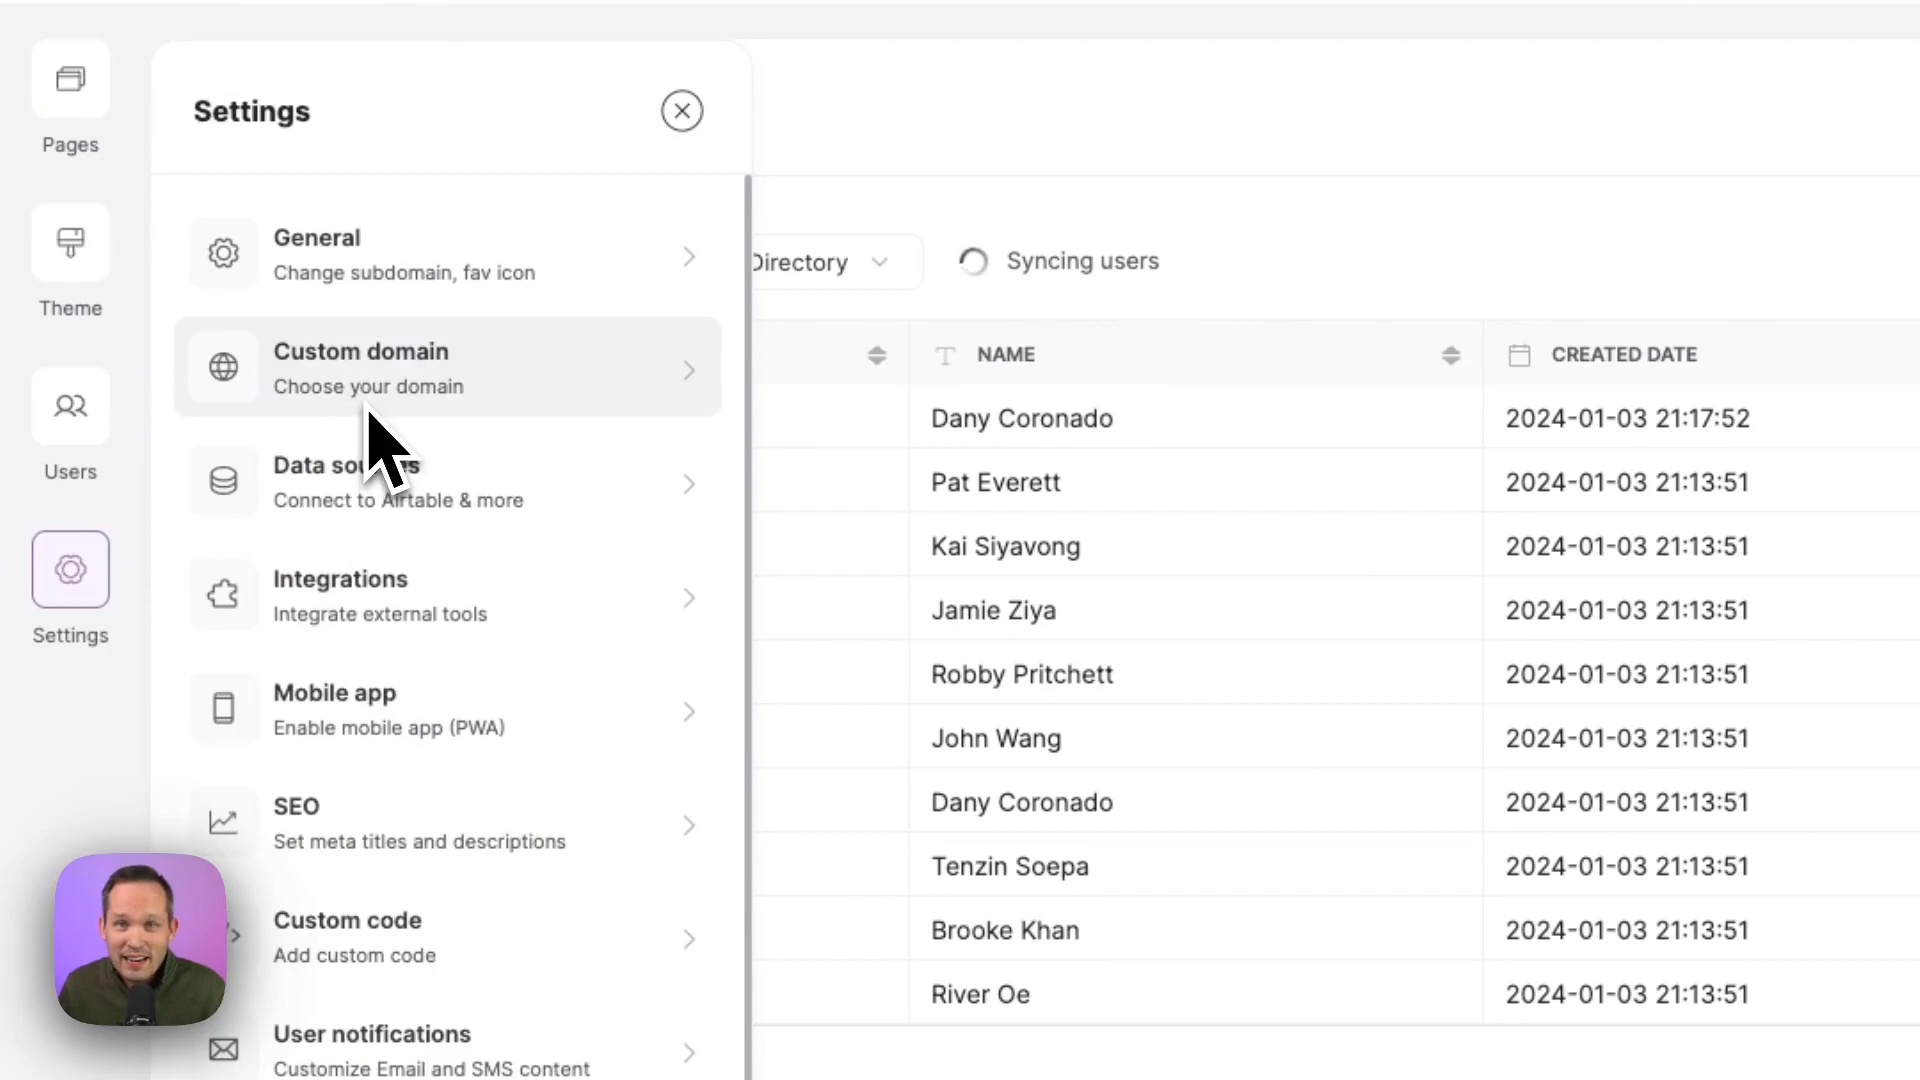 Pages
Theme
Users
Settings
Settings
General
Change subdomain, fav icon
Custom domain
Choose your domain
Data sources
Connect to Airtable & more
Integrations
Integrate external tools
Mobile app
Enable mobile app (PWA)
SEO
Set meta titles and descriptions
Custom code
Add custom code
User notifications
Customize Email and SMS content
Directory
Syncing users
NAME CREATED DATE
Dany Coronado 2024-01-03 21:17:52
Pat Everett 2024-01-03 21:13:51
Kai Siyavong 2024-01-03 21:13:51
Jamie Ziya 2024-01-03 21:13:51
Robby Pritchett 2024-01-03 21:13:51
John Wang 2024-01-03 21:13:51
Dany Coronado 2024-01-03 21:13:51
Tenzin Soepa 2024-01-03 21:13:51
Brooke Khan 2024-01-03 21:13:51
River Oe 2024-01-03 21:13:51